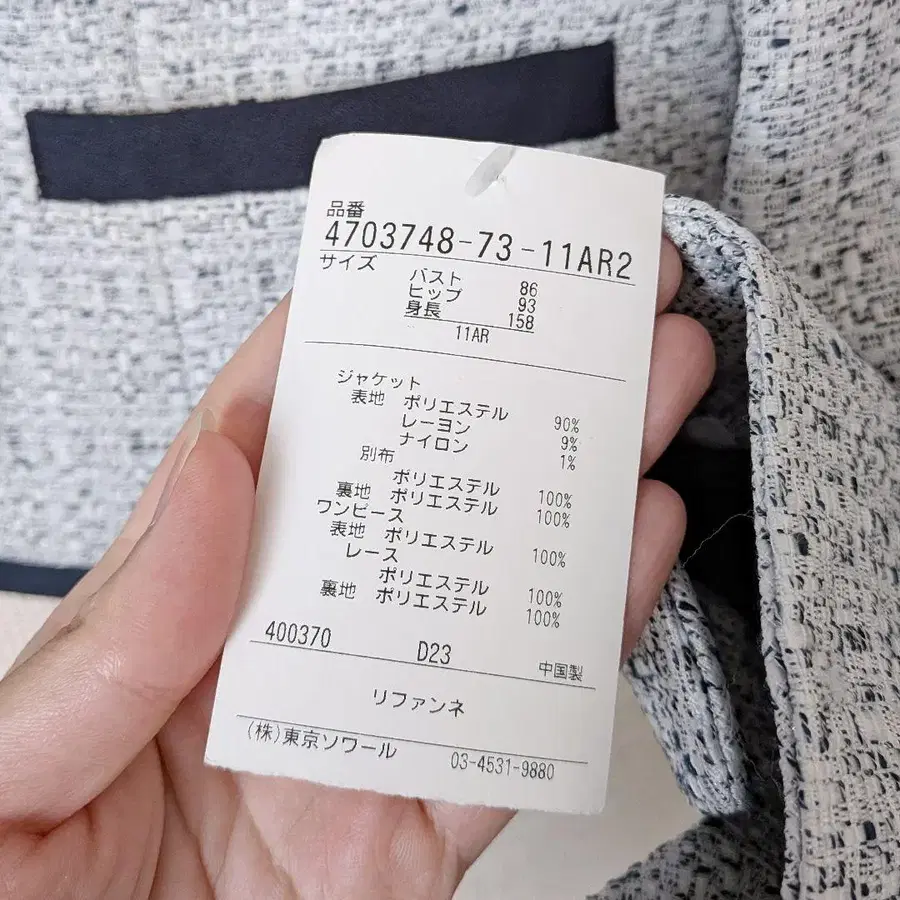 品番
4703748-73-11AR2
サイズ
バスト 86
ヒップ 93
身長 158
11AR
ジャケット
表地 ポリエステル 90%
レーヨン 9%
ナイロン 1%
別布
ポリエステル 100%
裏地 ポリエステル 100%
ワンピース
表地 ポリエステル 100%
レース
ポリエステル 100%
裏地 ポリエステル 100%
400370 D23 中国製
リファンネ
(株)東京ソワール 03-4531-9880